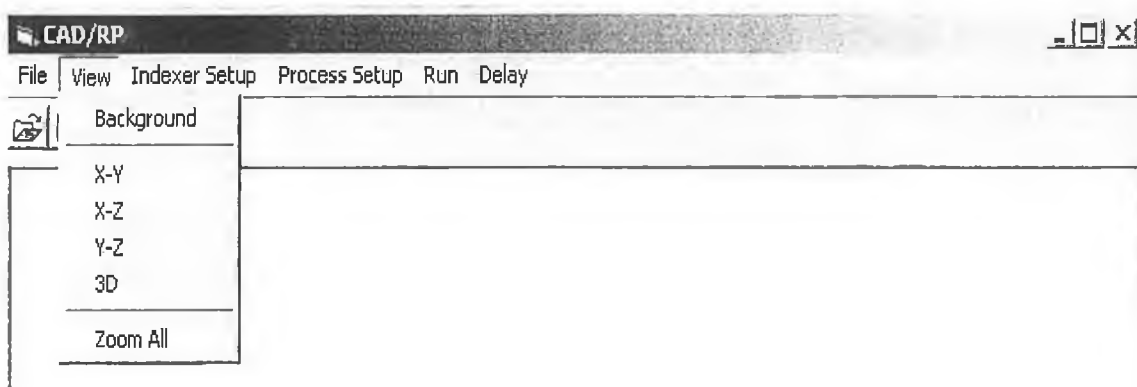 CAD/RP
File View Indexer Setup Process Setup Run Delay
Background
X-Y
X-Z
Y-Z
3D
Zoom All